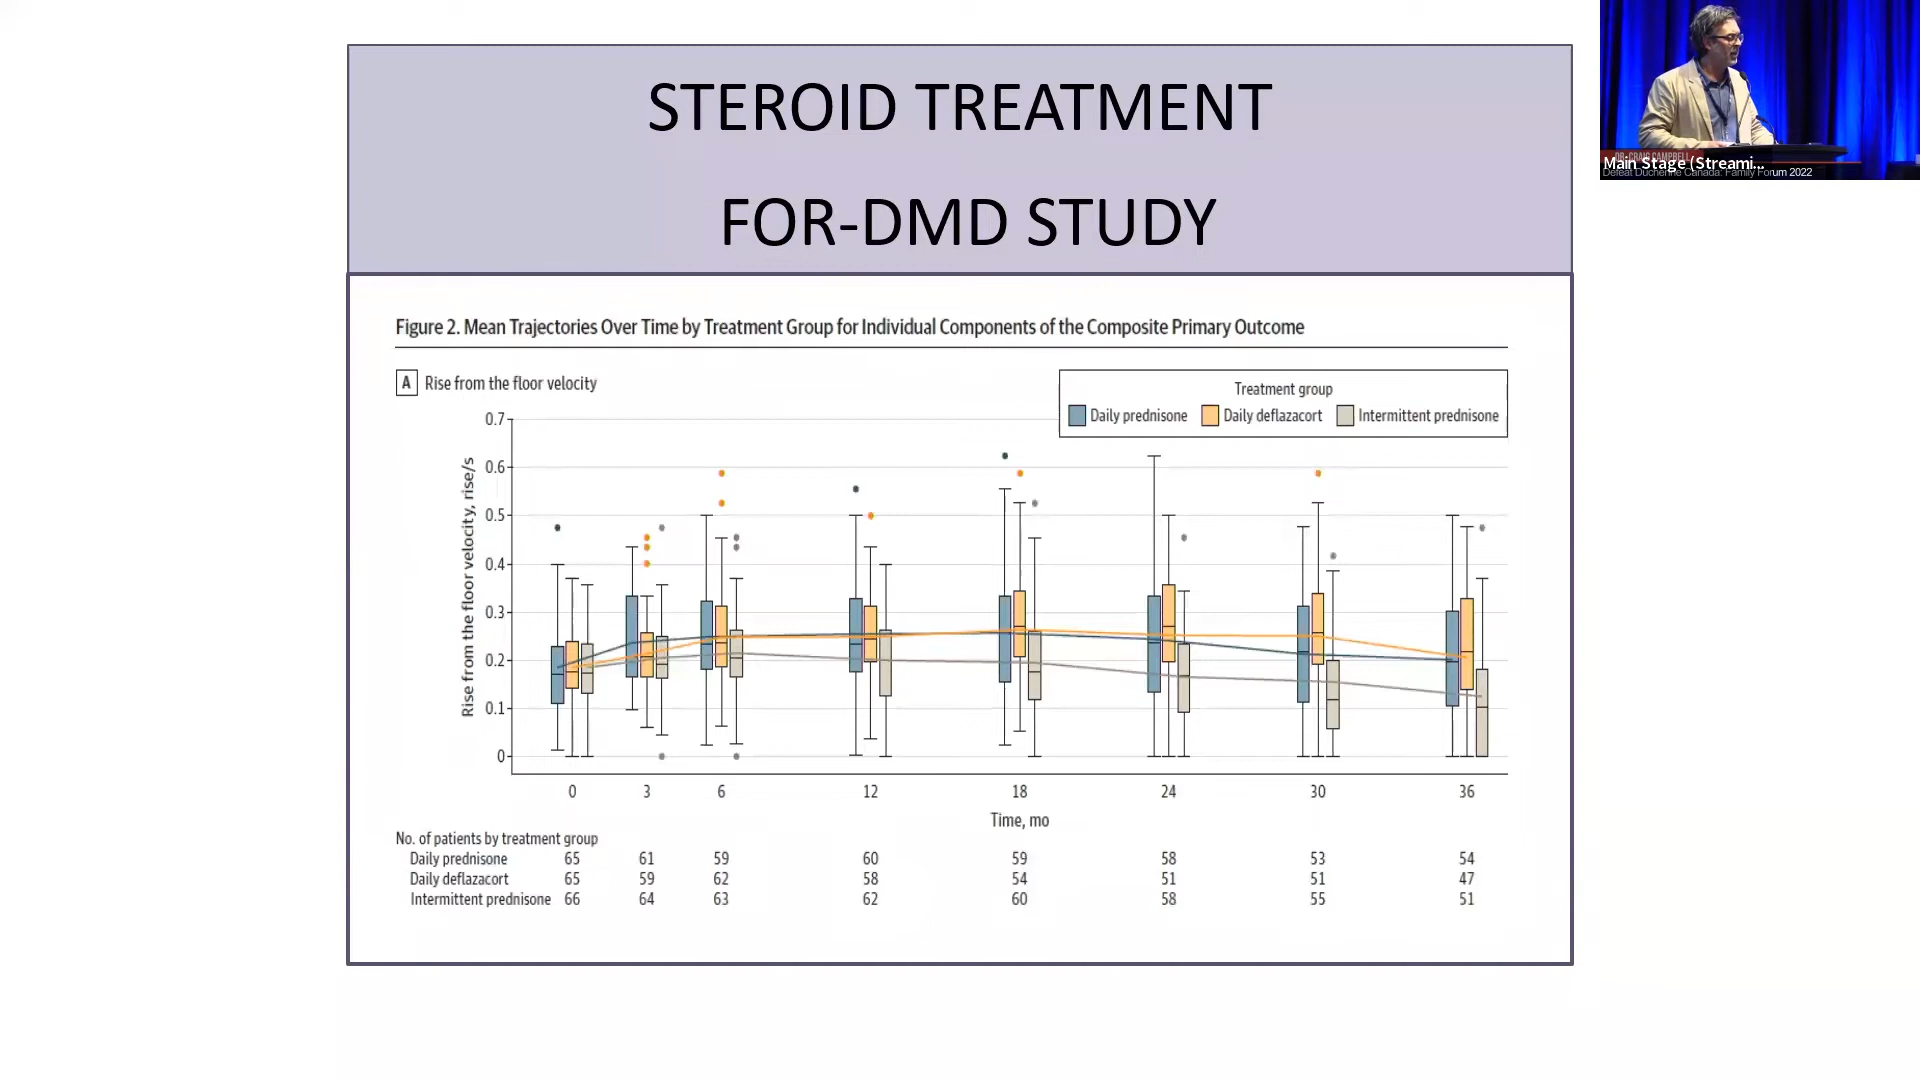 STEROID TREATMENT
FOR-DMD STUDY
Main Stage (Streami...
DR. CRAIG CAMPBELL
Defeat Duchenne Canada: Family Forum 2022
Figure 2. Mean Trajectories Over Time by Treatment Group for Individual Components of the Composite Primary Outcome
A Rise from the floor velocity
Treatment group
Daily prednisone Daily deflazacort Intermittent prednisone
Rise from the floor velocity, rise/s
0.7
0.6
0.5
0.4
0.3
0.2
0.1
0
0 3 6 12 18 24 30 36
Time, mo
No. of patients by treatment group
Daily prednisone 65 61 59 60 59 58 53 54
Daily deflazacort 65 59 62 58 54 51 51 47
Intermittent prednisone 66 64 63 62 60 58 55 51